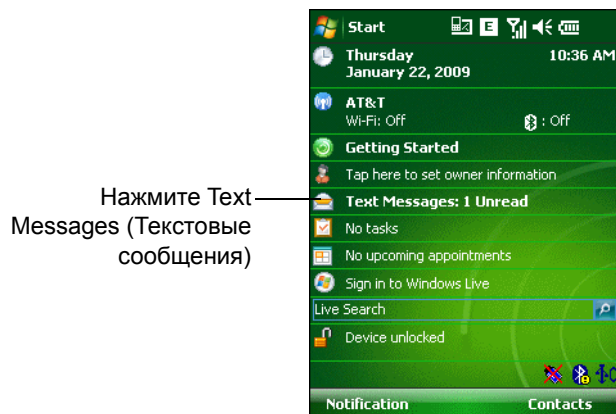 Нажмите Text
Messages (Текстовые
сообщения)
Start
E
Thursday 10:36 AM
January 22, 2009
AT&T
Wi-Fi: Off : Off
Getting Started
Tap here to set owner information
Text Messages: 1 Unread
No tasks
No upcoming appointments
Sign in to Windows Live
Live Search
Device unlocked
Notification Contacts